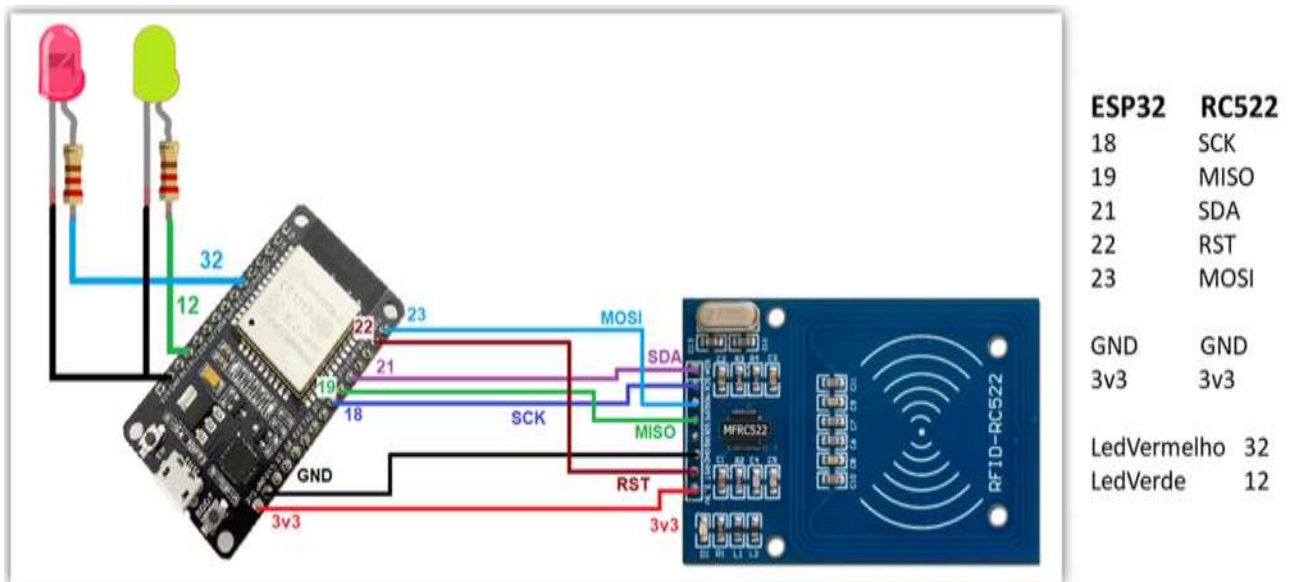 32
12
22
23
MOSI
21
SDA
19
18
SCK
MISO
GND
RST
3v3
3v3
MFRC522
RFID-RC522
ESP32 RC522
18 SCK
19 MISO
21 SDA
22 RST
23 MOSI
GND GND
3v3 3v3
LedVermelho 32
LedVerde 12